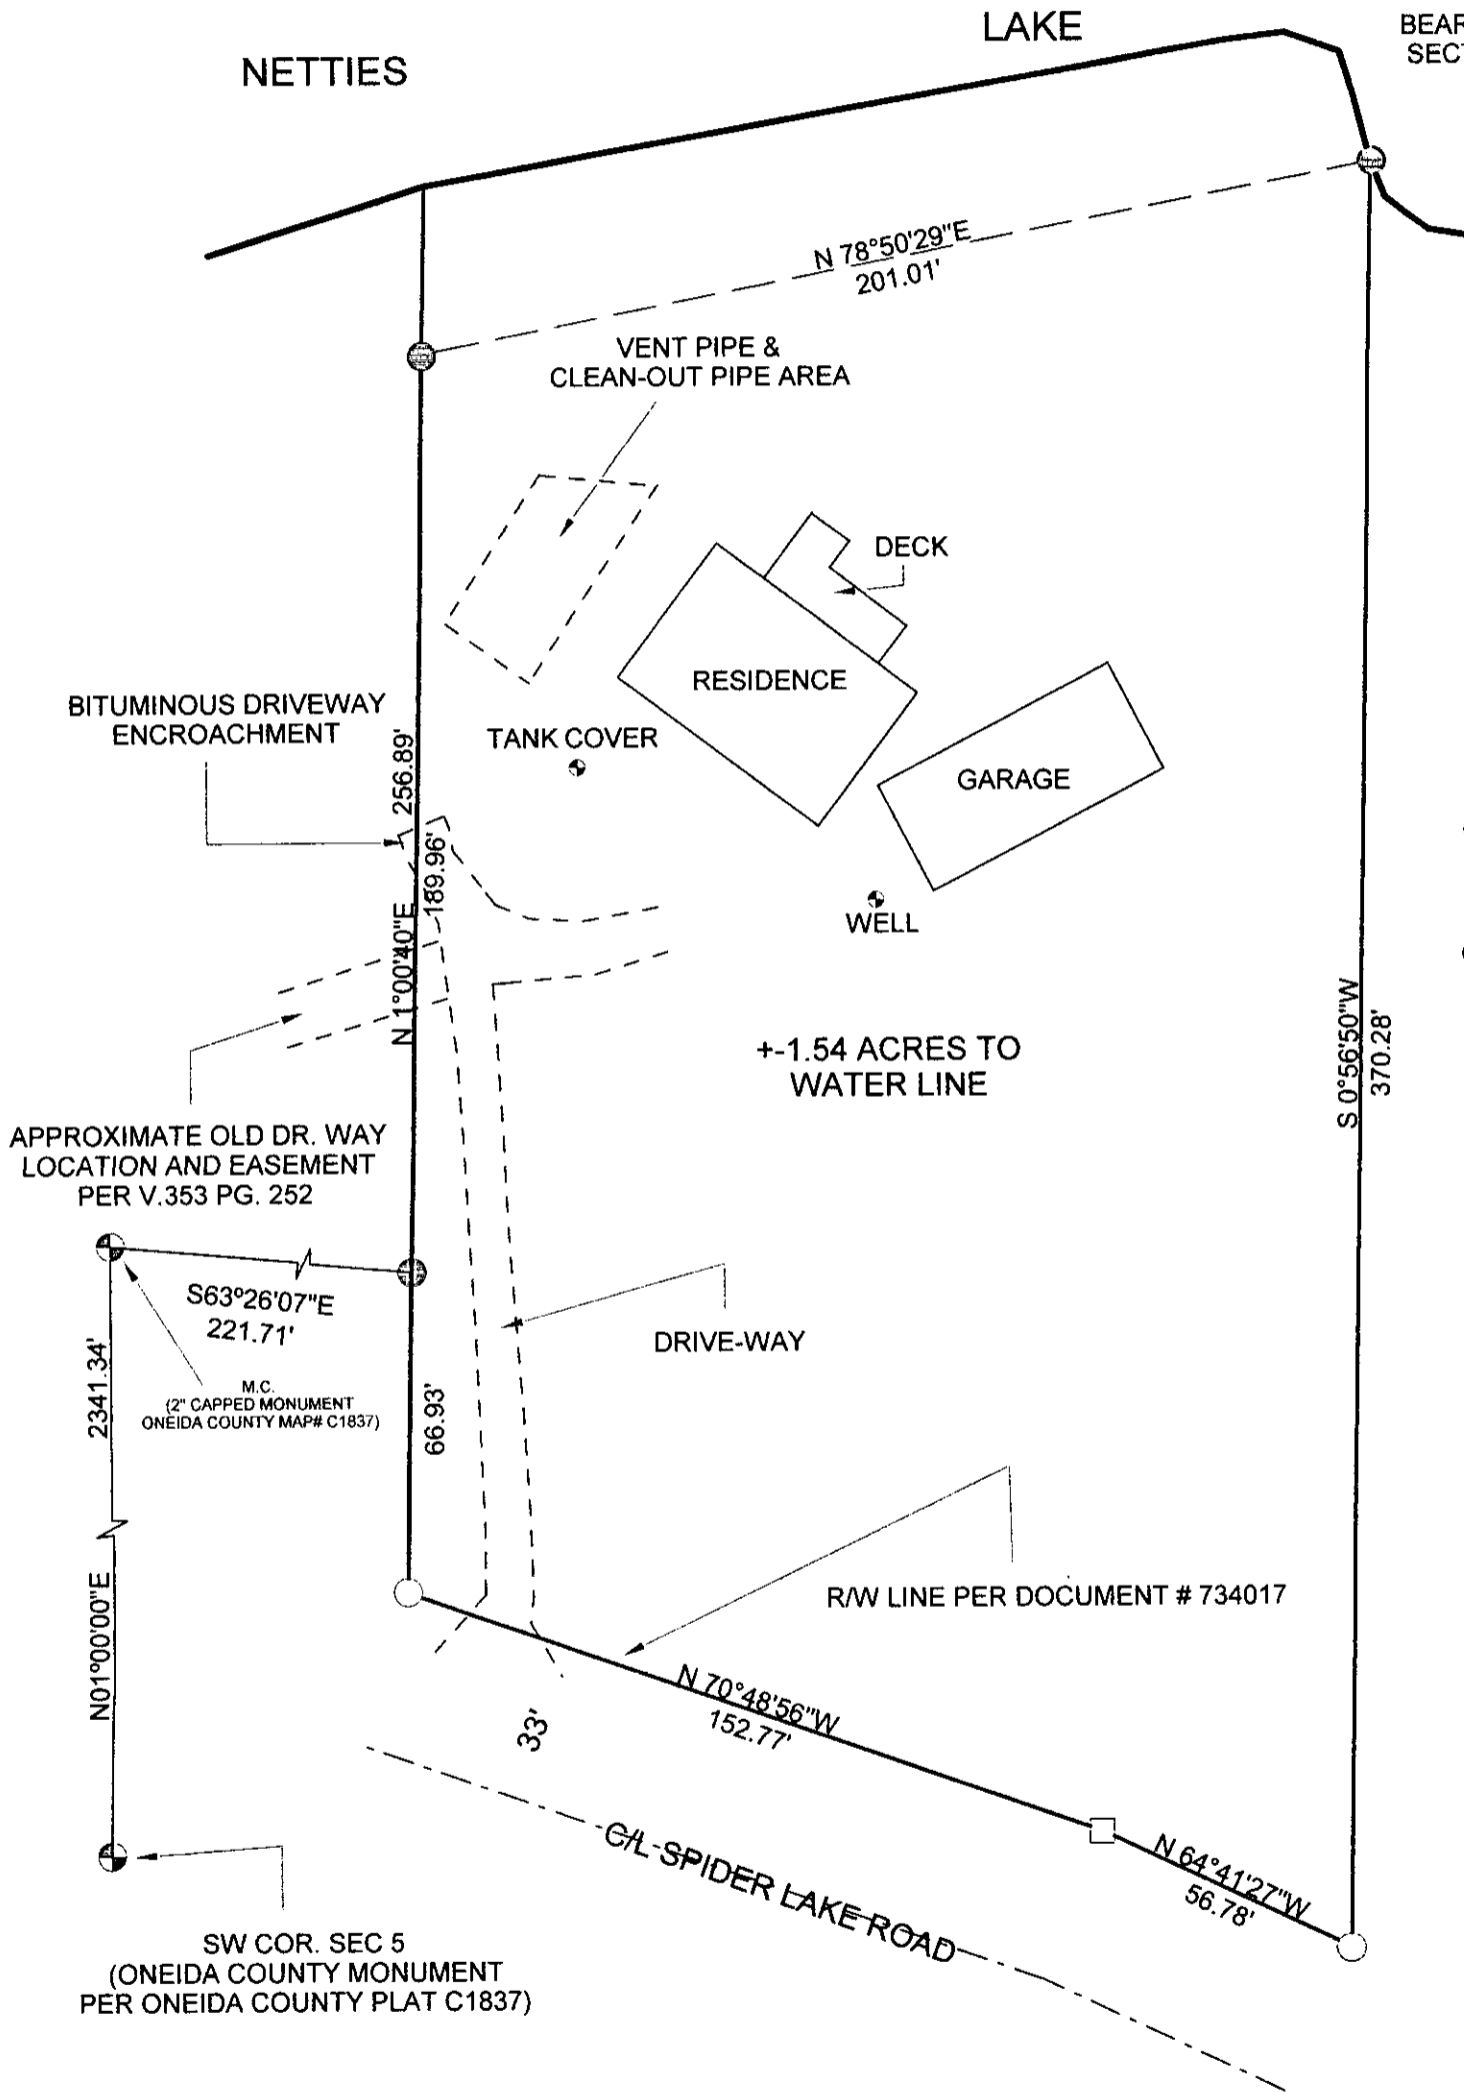 LAKE
NETTIES
BEAR
SECT
N 78°50'29"E
201.01'
VENT PIPE &
CLEAN-OUT PIPE AREA
DECK
RESIDENCE
BITUMINOUS DRIVEWAY
ENCROACHMENT
256.89'
TANK COVER
GARAGE
189.96'
N 1°00'40"E
WELL
+-1.54 ACRES TO
WATER LINE
S 0°56'50"W
370.28'
APPROXIMATE OLD DR. WAY
LOCATION AND EASEMENT
PER V.353 PG. 252
S63°26'07"E
221.71'
DRIVE-WAY
2341.34'
M.C.
(2" CAPPED MONUMENT
ONEIDA COUNTY MAP# C1837)
66.93'
R/W LINE PER DOCUMENT # 734017
N01°00'00"E
N 70°48'56"W
152.77'
33'
C/L SPIDER LAKE ROAD
N 64°41'27"W
56.78'
SW COR. SEC 5
(ONEIDA COUNTY MONUMENT
PER ONEIDA COUNTY PLAT C1837)